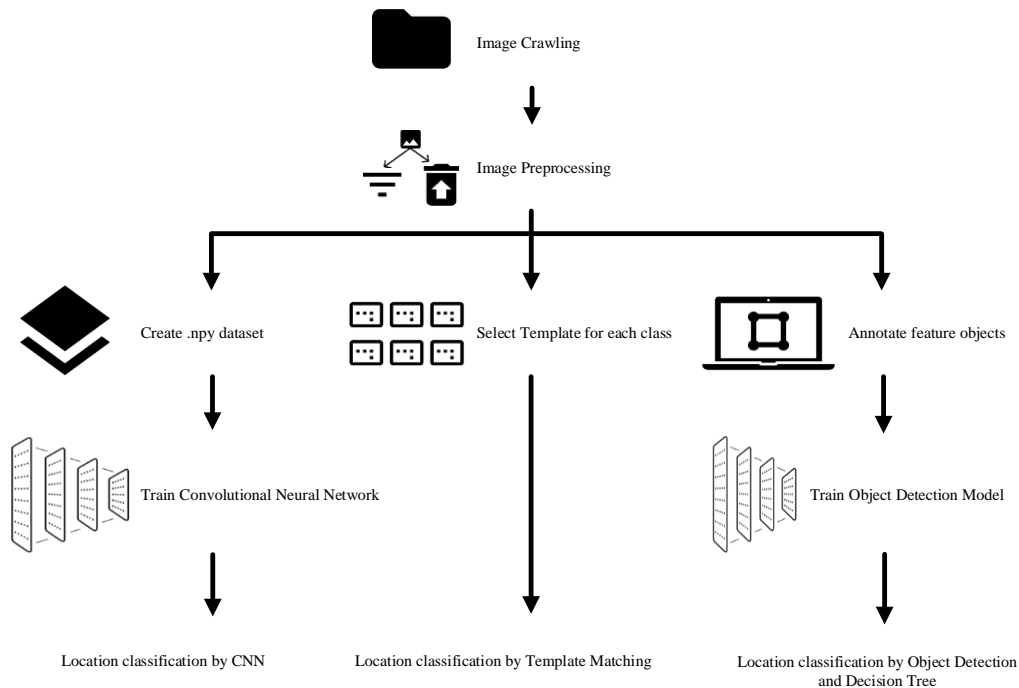 Image Crawling
Image Preprocessing
Create .npy dataset
Select Template for each class
Annotate feature objects
Train Convolutional Neural Network
Train Object Detection Model
Location classification by CNN
Location classification by Template Matching
Location classification by Object Detection
and Decision Tree